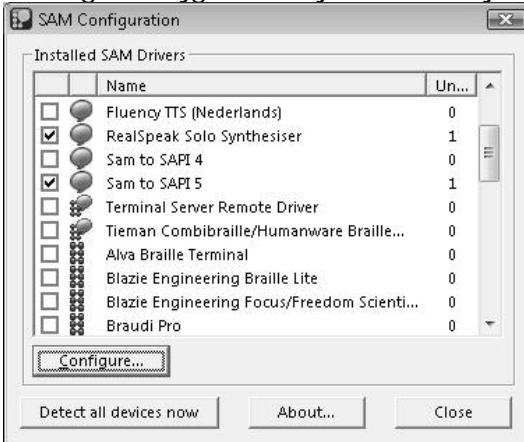 SAM Configuration
Installed SAM Drivers
Name Un...
Fluency TTS (Nederlands) 0
RealSpeak Solo Synthesiser 1
Sam to SAPI 4 0
Sam to SAPI 5 1
Terminal Server Remote Driver 0
Tieman Combibraille/Humanware Braille... 0
Alva Braille Terminal 0
Blazie Engineering Braille Lite 0
Blazie Engineering Focus/Freedom Scienti... 0
Braudi Pro 0
Configure...
Detect all devices now About... Close